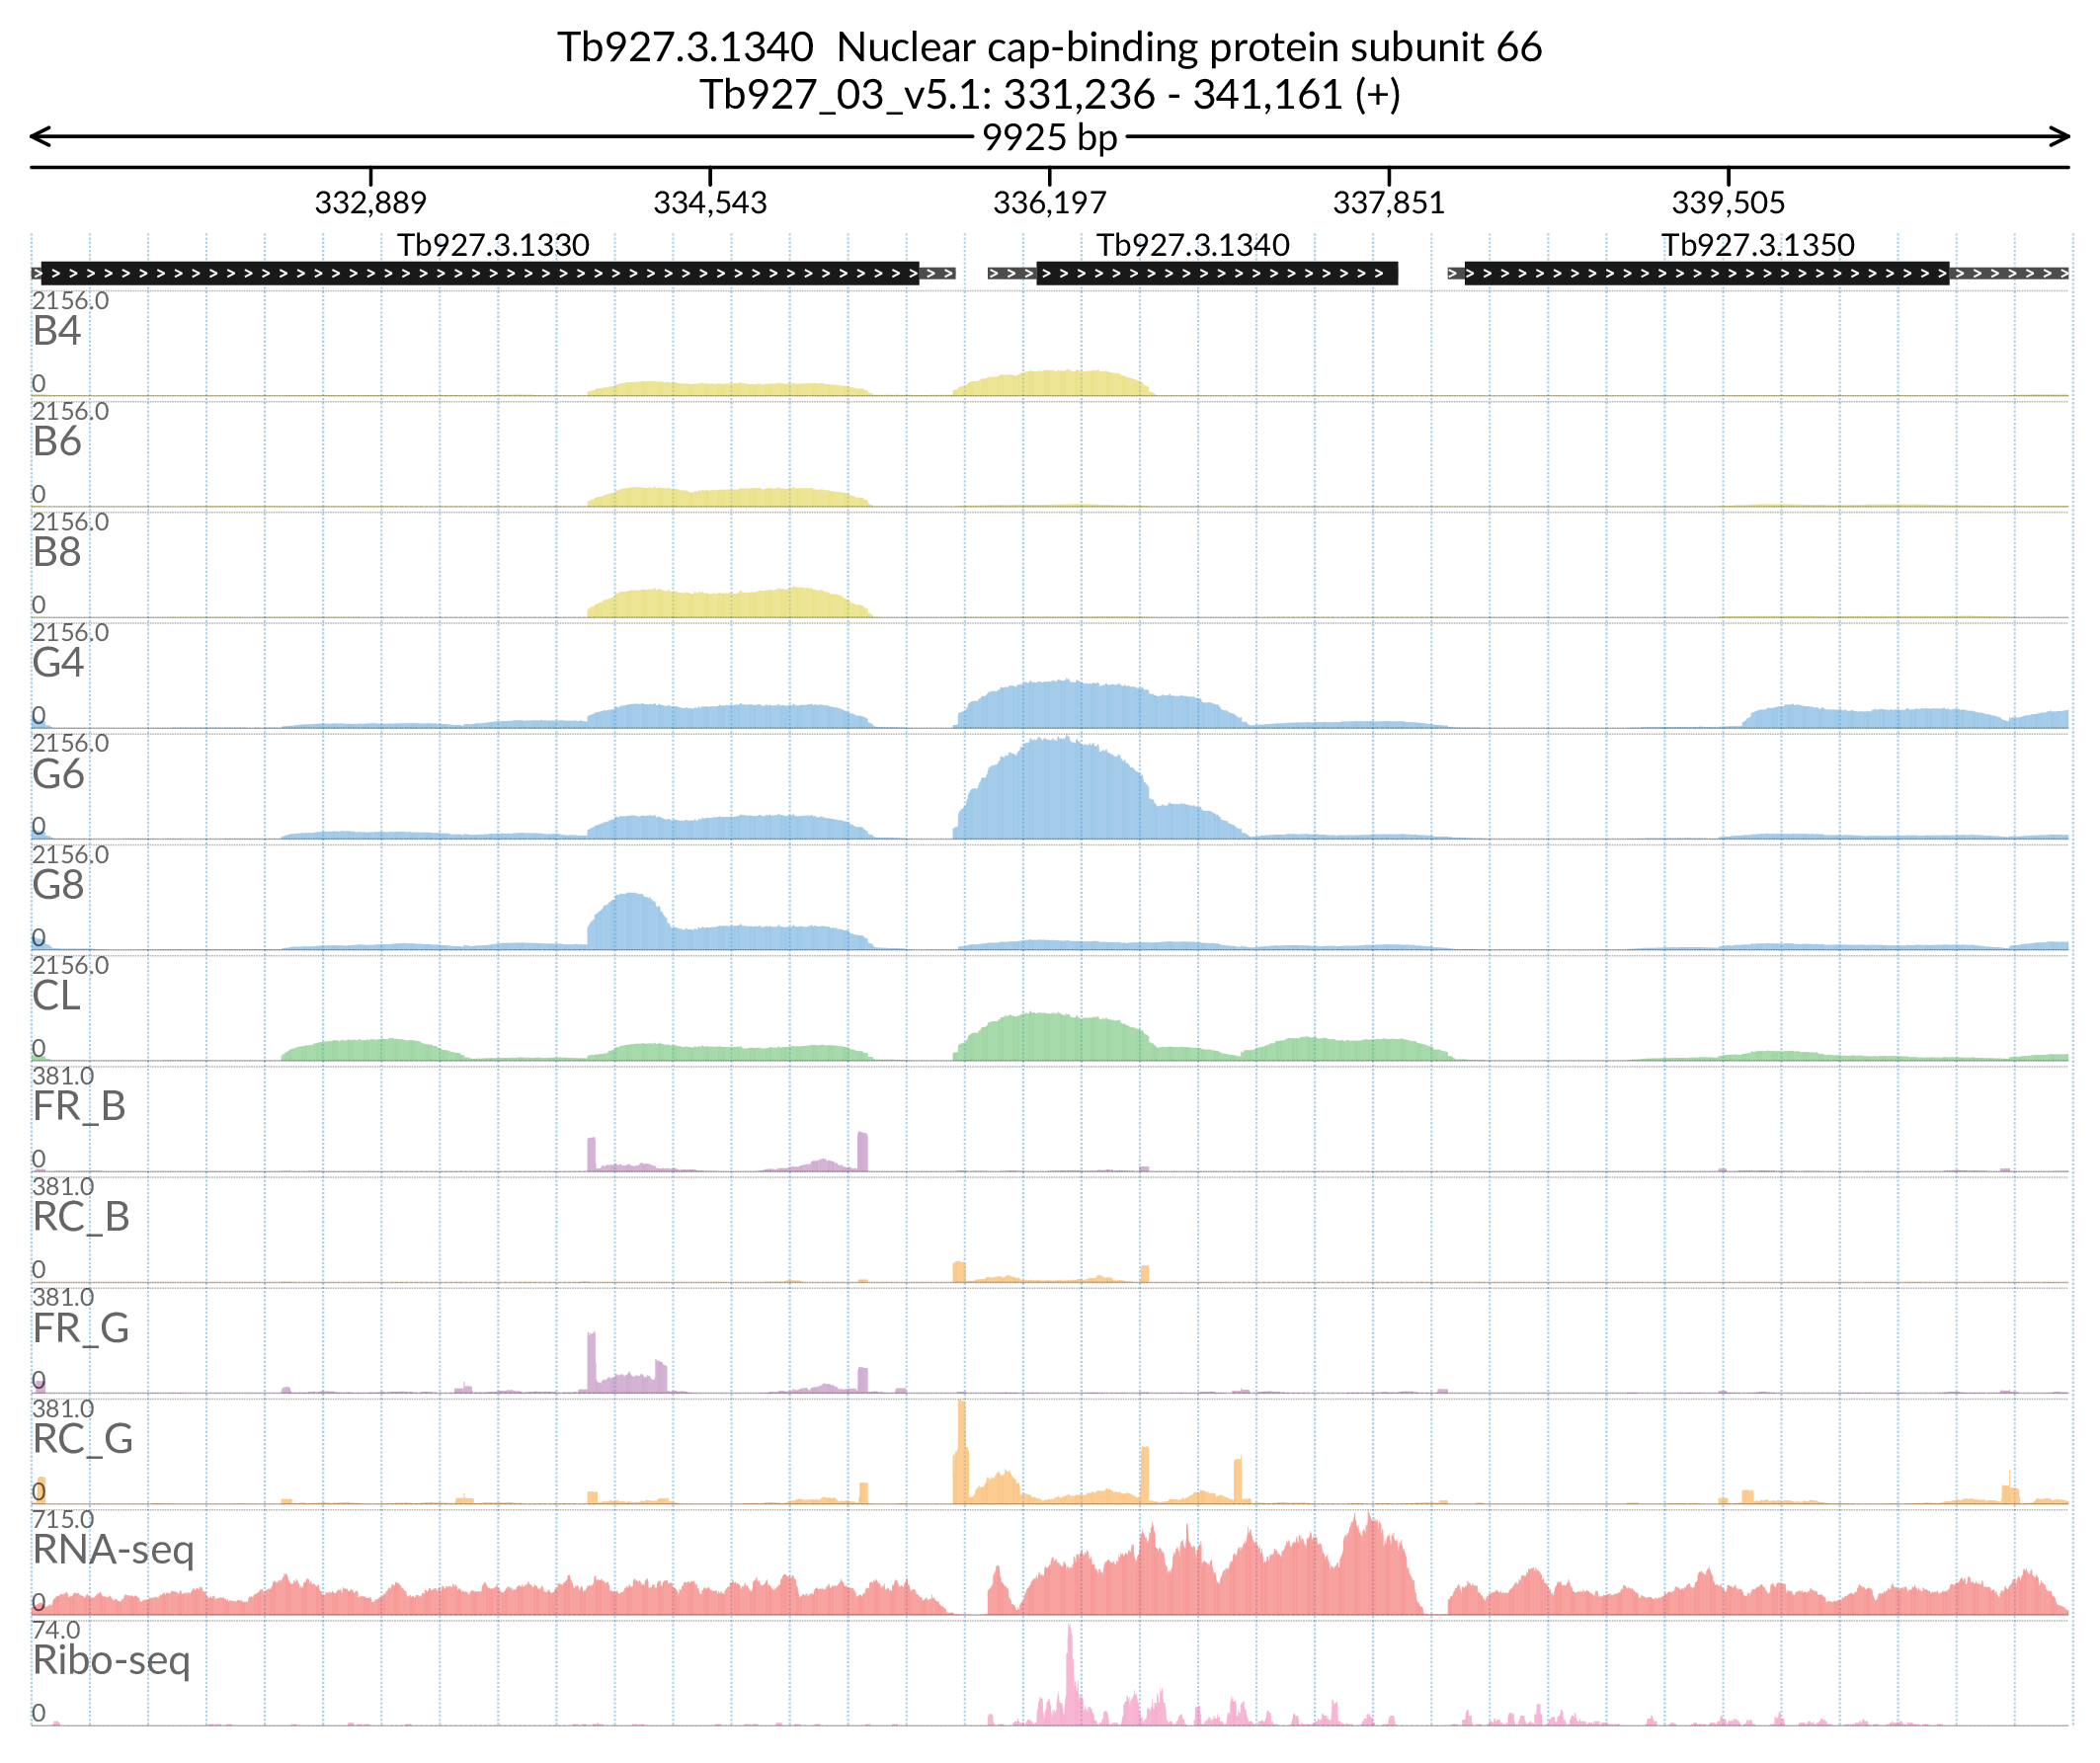 Tb927.3.1340 Nuclear cap-binding protein subunit 66
Tb927_03_v5.1: 331,236 - 341,161 (+)
9925 bp
332,889 334,543 336,197 337,851 339,505
Tb927.3.1330 Tb927.3.1340 Tb927.3.1350
2156.0
B4
0
2156.0
B6
0
2156.0
B8
0
2156.0
G4
0
2156.0
G6
0
2156.0
G8
0
2156.0
CL
0
381.0
FR_B
0
381.0
RC_B
0
381.0
FR_G
0
381.0
RC_G
0
715.0
RNA-seq
0
74.0
Ribo-seq
0